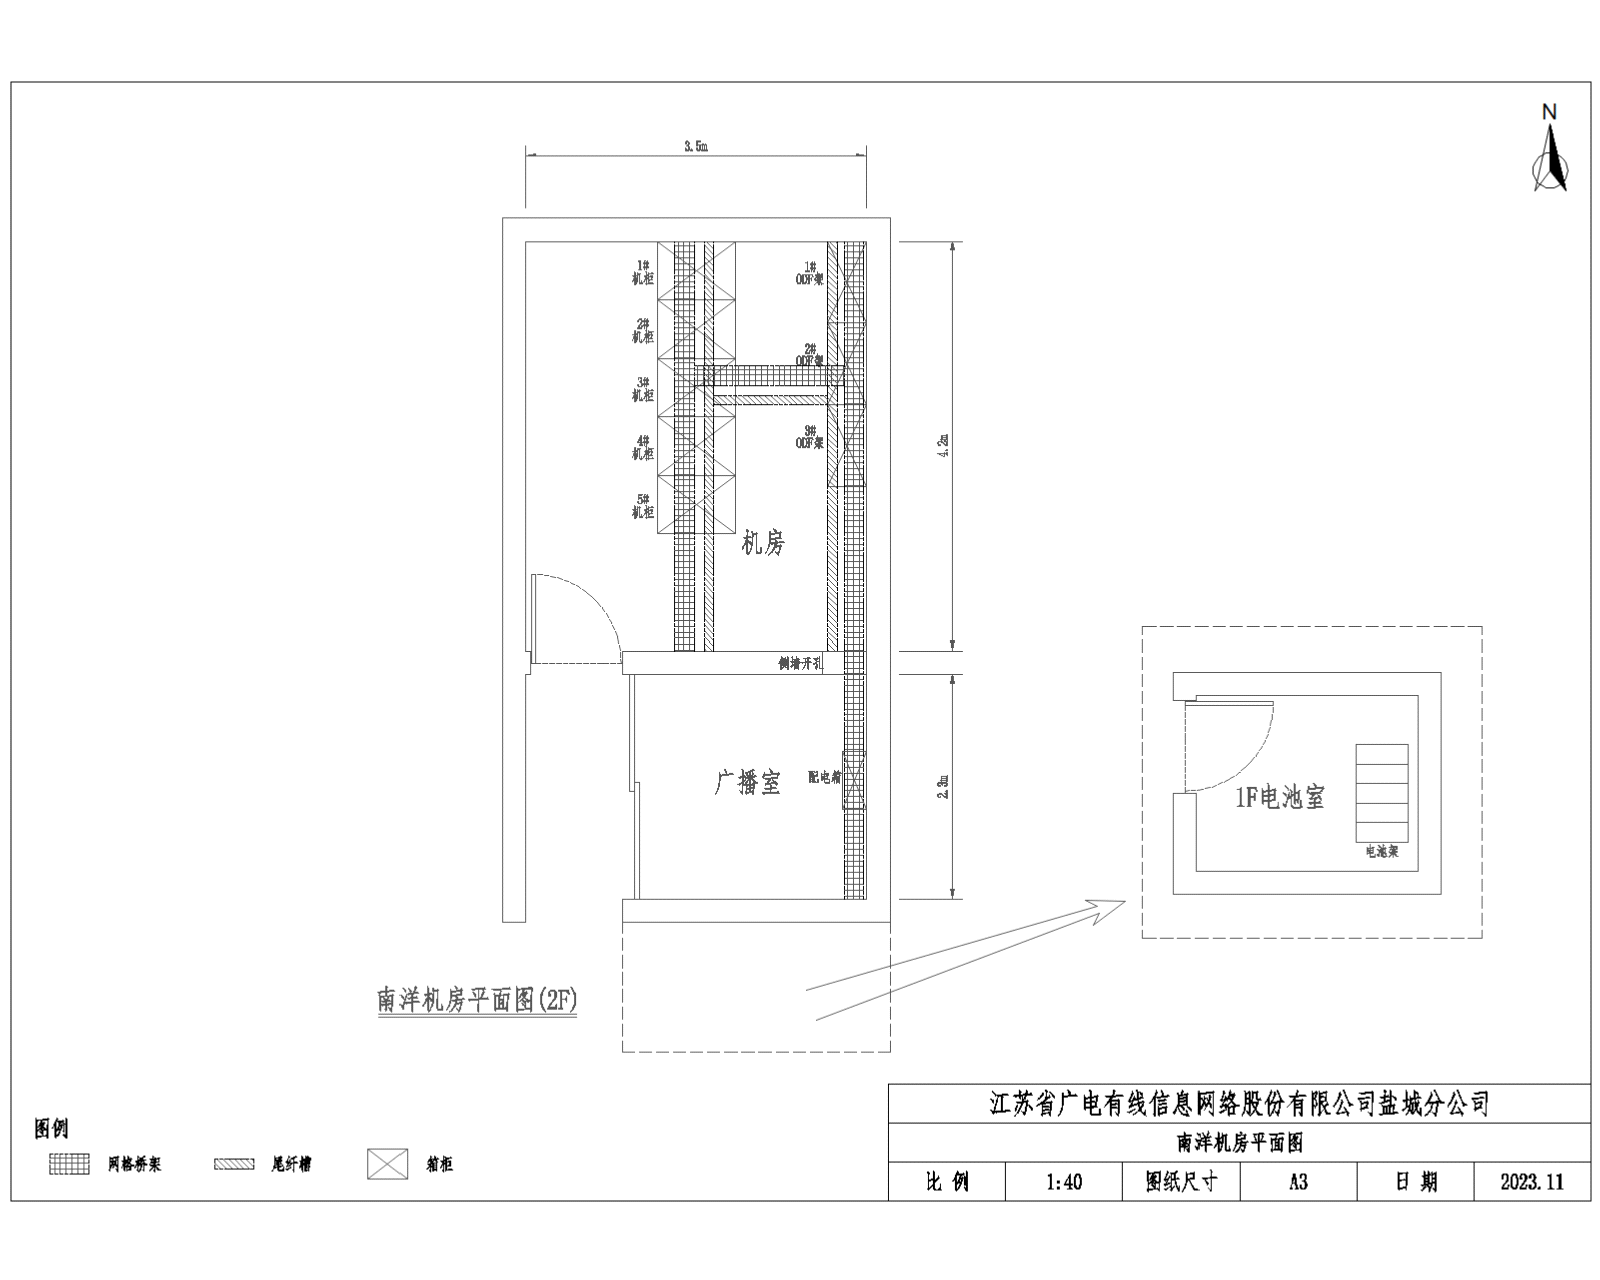 N
3.5m
1#
机柜
1#
ODF架
2#
机柜
2#
ODF架
3#
机柜
3#
ODF架
4#
机柜
4.2m
5#
机柜
机房
侧墙开孔
广播室
配电箱
2.3m
1F电池室
电池架
南洋机房平面图(2F)
图例
网格桥架
尾纤槽
箱柜
江苏省广电有线信息网络股份有限公司盐城分公司
南洋机房平面图
比 例 1:40 图纸尺寸 A3 日 期 2023.11